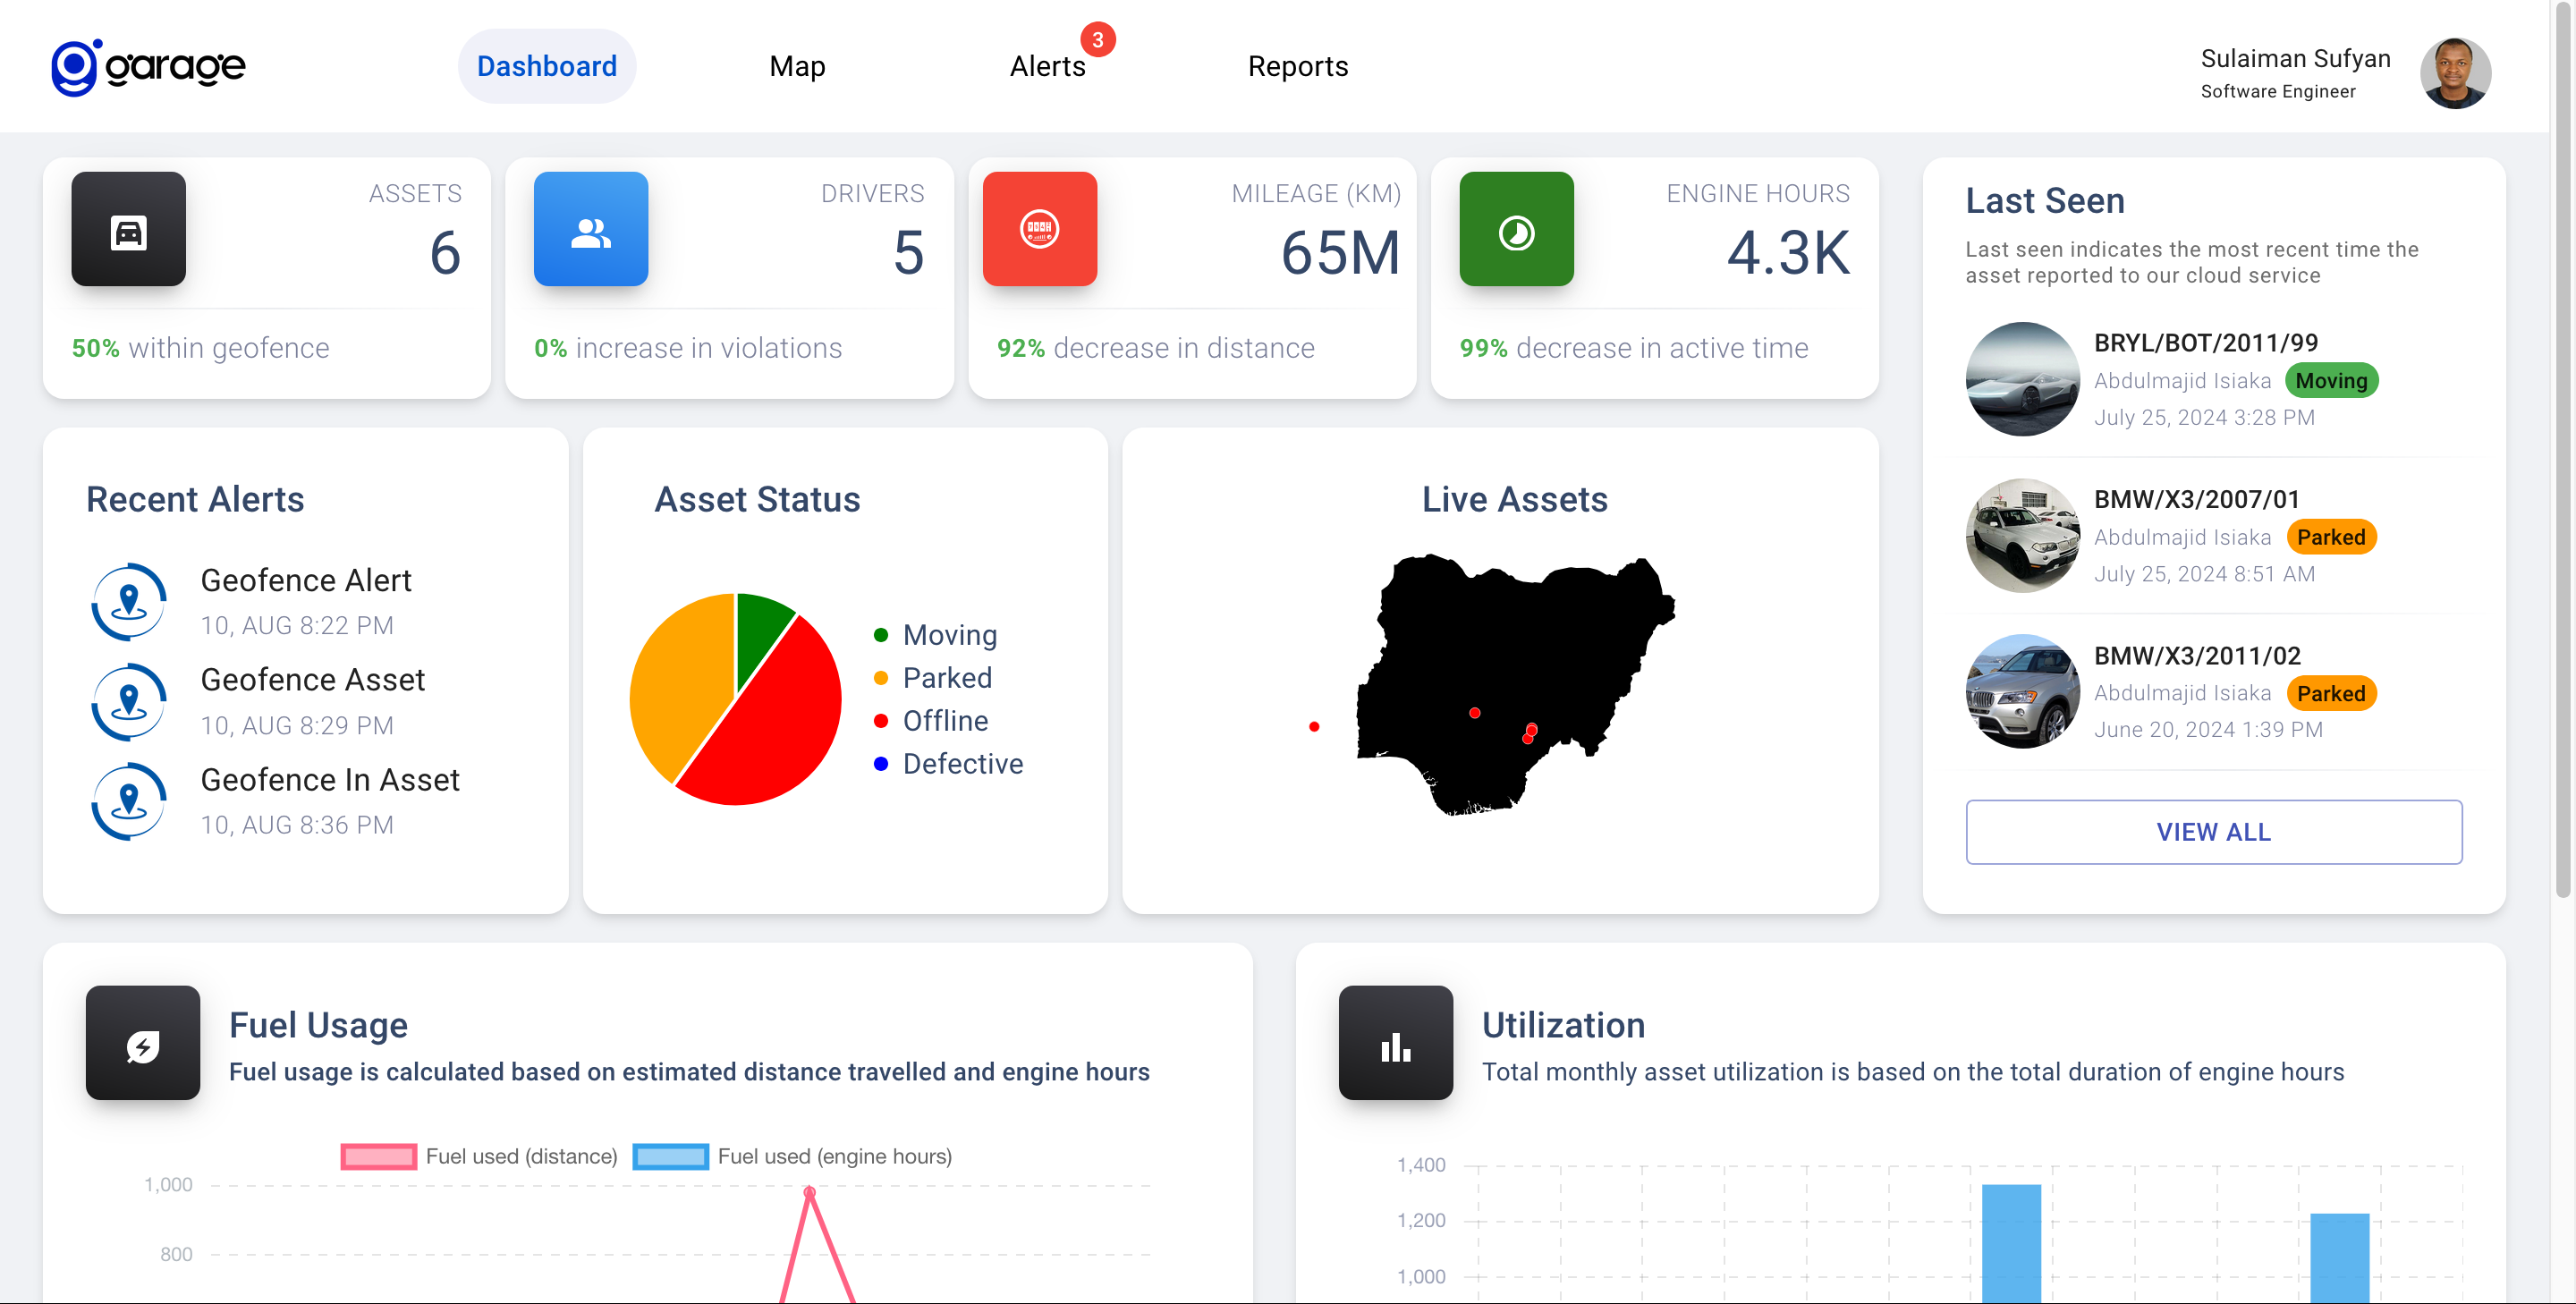 garage
Dashboard
Map
Alerts
3
Reports
Sulaiman Sufyan
Software Engineer
ASSETS
6
50% within geofence
DRIVERS
5
0% increase in violations
MILEAGE (KM)
65M
92% decrease in distance
ENGINE HOURS
4.3K
99% decrease in active time
Last Seen
Last seen indicates the most recent time the
asset reported to our cloud service
BRYL/BOT/2011/99
Abdulmajid Isiaka Moving
July 25, 2024 3:28 PM
BMW/X3/2007/01
Abdulmajid Isiaka Parked
July 25, 2024 8:51 AM
BMW/X3/2011/02
Abdulmajid Isiaka Parked
June 20, 2024 1:39 PM
VIEW ALL
Recent Alerts
Geofence Alert
10, AUG 8:22 PM
Geofence Asset
10, AUG 8:29 PM
Geofence In Asset
10, AUG 8:36 PM
Asset Status
Moving
Parked
Offline
Defective
Live Assets
Fuel Usage
Fuel usage is calculated based on estimated distance travelled and engine hours
Fuel used (distance) Fuel used (engine hours)
1,000
800
Utilization
Total monthly asset utilization is based on the total duration of engine hours
1,400
1,200
1,000